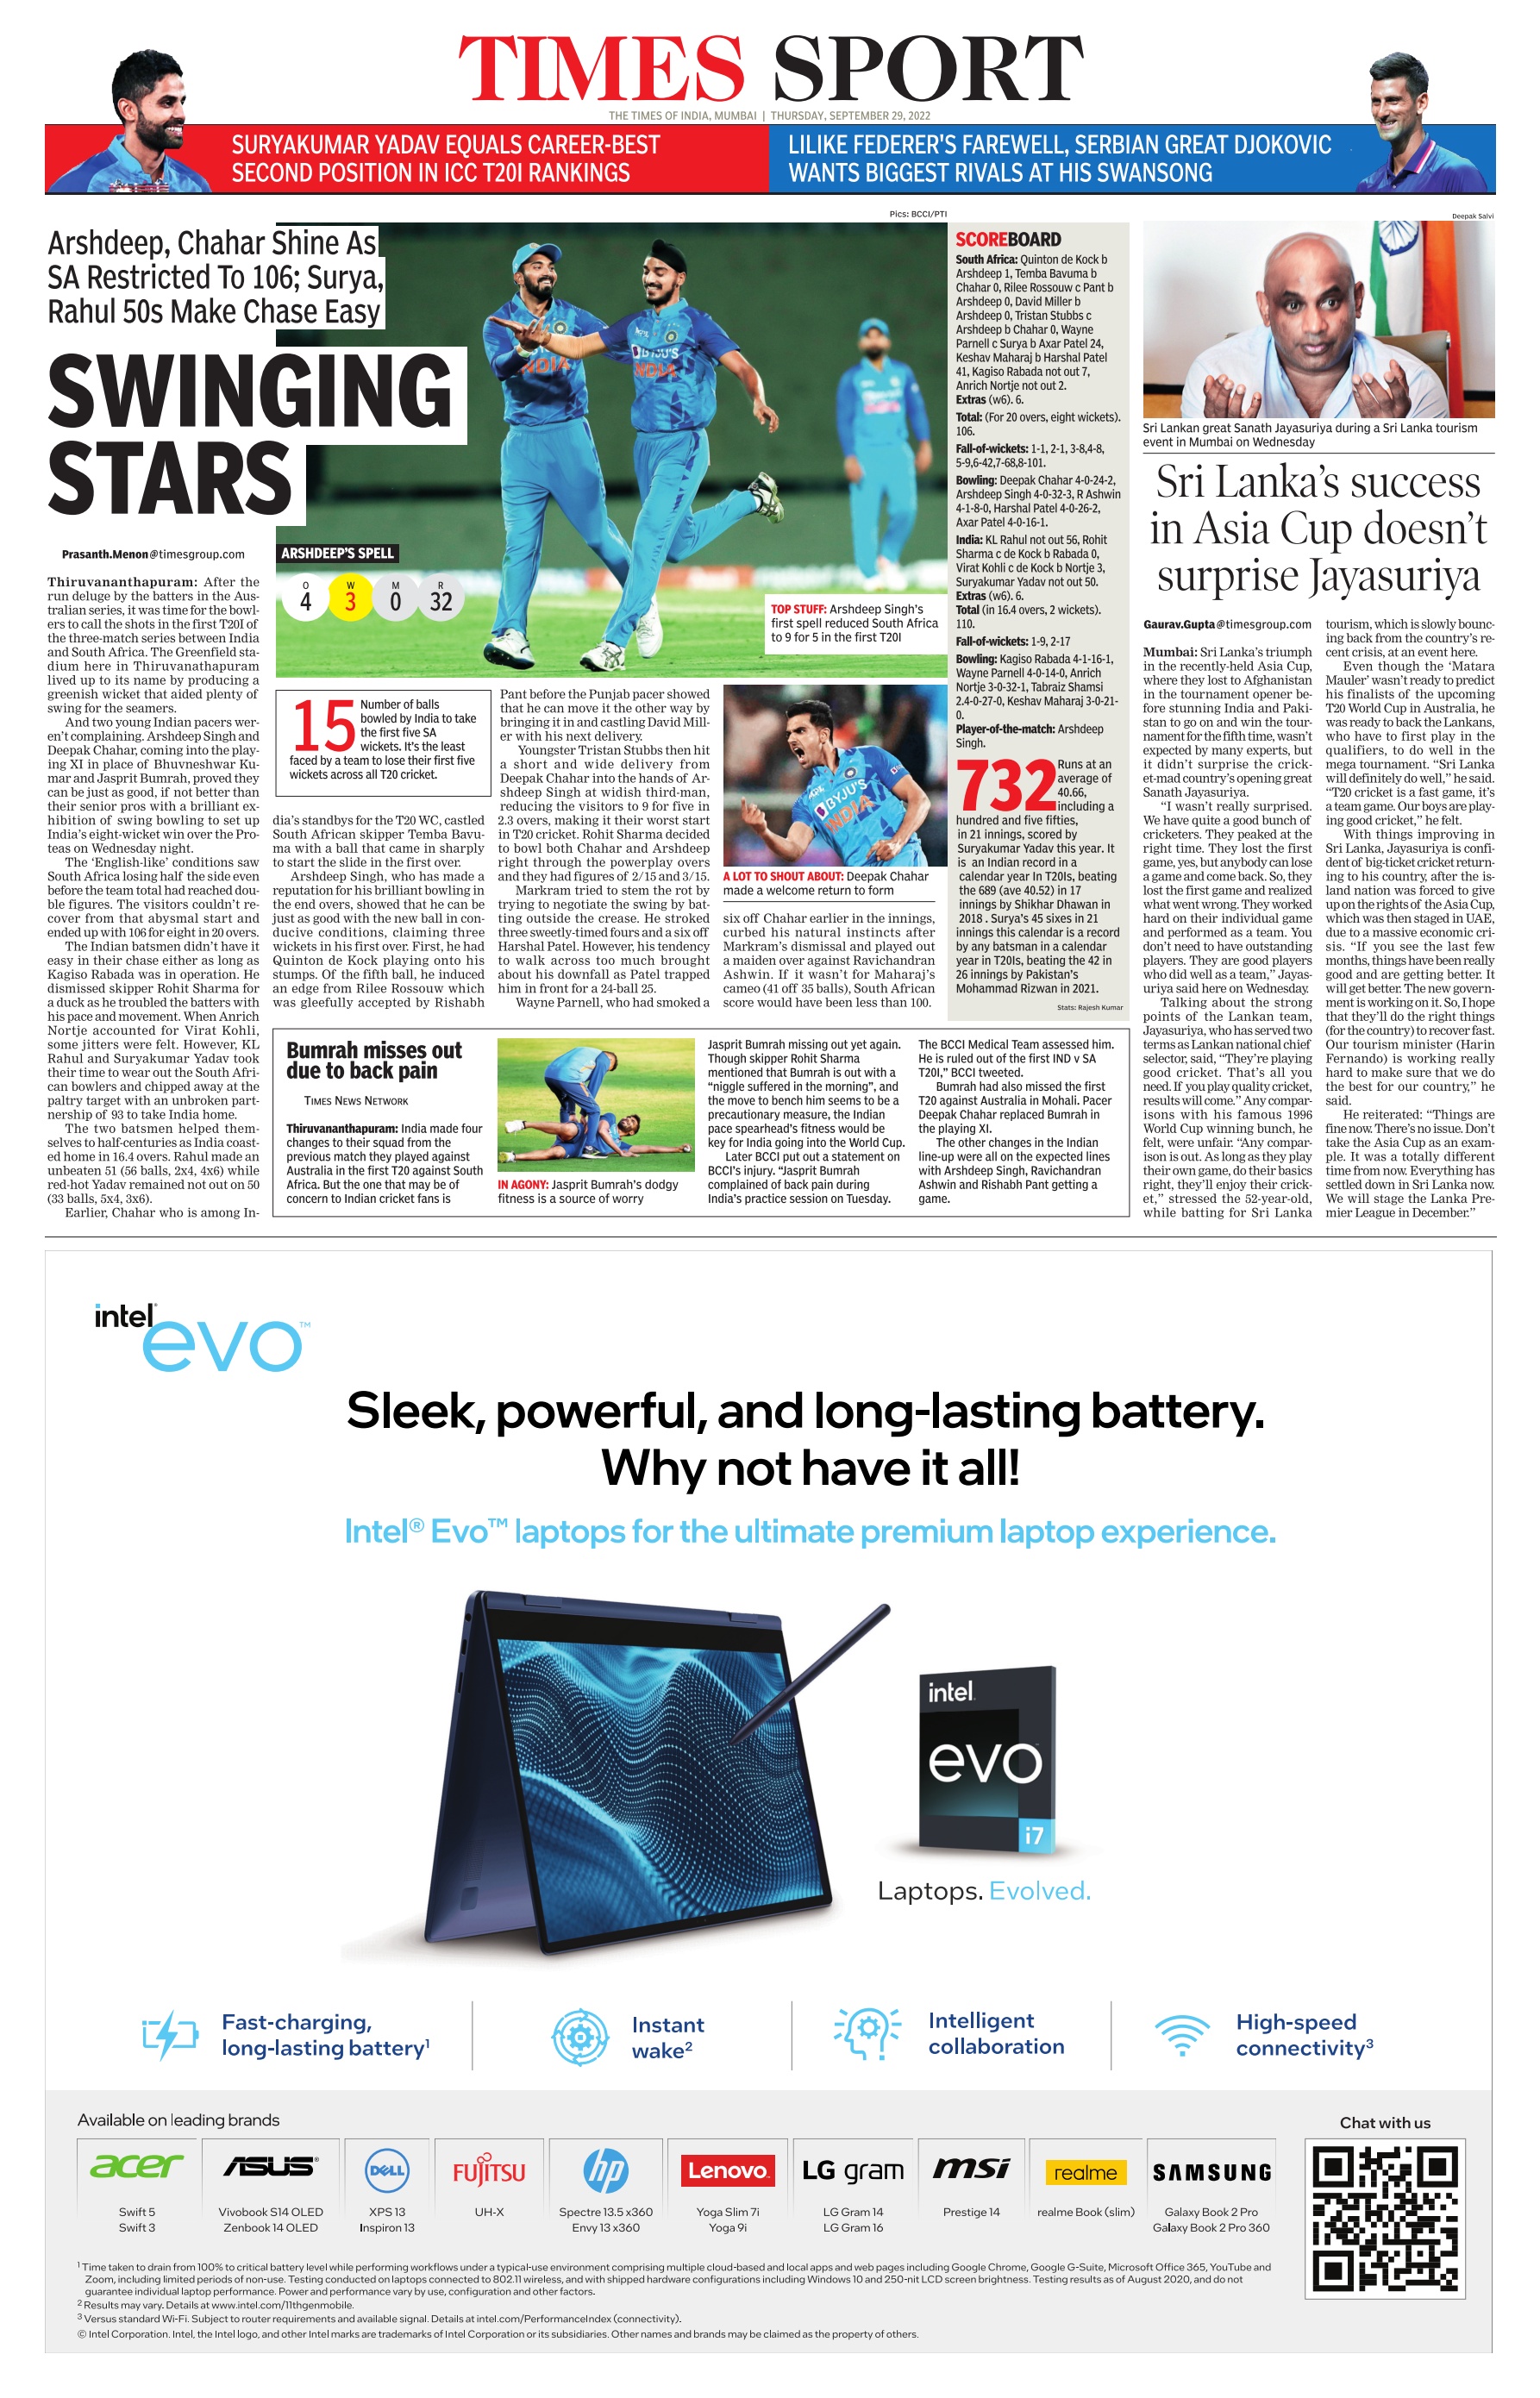 TIMES SPORT
THE TIMES OF INDIA, MUMBAI | THURSDAY, SEPTEMBER 29, 2022
SURYAKUMAR YADAV EQUALS CAREER-BEST
SECOND POSITION IN ICC T20I RANKINGS
LILIKE FEDERER'S FAREWELL, SERBIAN GREAT DJOKOVIC
WANTS BIGGEST RIVALS AT HIS SWANSONG
Pics: BCCI/PTI
Arshdeep, Chahar Shine As
SA Restricted To 106; Surya,
Rahul 50s Make Chase Easy
SWINGING
STARS
Prasanth.Menon@timesgroup.com
Thiruvananthapuram: After the
run deluge by the batters in the Aus-
tralian series, it was time for the bowl-
ers to call the shots in the first T20I of
the three-match series between India
and South Africa. The Greenfield sta-
dium here in Thiruvananthapuram
lived up to its name by producing a
greenish wicket that aided plenty of
swing for the seamers.
And two young Indian pacers wer-
en't complaining. Arshdeep Singh and
Deepak Chahar, coming into the play-
ing XI in place of Bhuvneshwar Ku-
mar and Jasprit Bumrah, proved they
can be just as good, if not better than
their senior pros with a brilliant ex-
hibition of swing bowling to set up
India's eight-wicket win over the Pro-
teas on Wednesday night.
The 'English-like' conditions saw
South Africa losing half the side even
before the team total had reached dou-
ble figures. The visitors couldn't re-
cover from that abysmal start and
ended up with 106 for eight in 20 overs.
The Indian batsmen didn't have it
easy in their chase either as long as
Kagiso Rabada was in operation. He
dismissed skipper Rohit Sharma for
a duck as he troubled the batters with
his pace and movement. When Anrich
Nortje accounted for Virat Kohli,
some jitters were felt. However, KL
Rahul and Suryakumar Yadav took
their time to wear out the South Afri-
can bowlers and chipped away at the
paltry target with an unbroken part-
nership of 93 to take India home.
The two batsmen helped them-
selves to half-centuries as India coast-
ed home in 16.4 overs. Rahul made an
unbeaten 51 (56 balls, 2x4, 4x6) while
red-hot Yadav remained not out on 50
(33 balls, 5x4, 3x6).
Earlier, Chahar who is among In-
BYJU'S
INDIA
ARSHDEEP'S SPELL
O W M R
4 3 0 32
TOP STUFF: Arshdeep Singh's
first spell reduced South Africa
to 9 for 5 in the first T20I
15 Number of balls
bowled by India to take
the first five SA
wickets. It's the least
faced by a team to lose their first five
wickets across all T20 cricket.
dia's standbys for the T20 WC, castled
South African skipper Temba Bavu-
ma with a ball that came in sharply
to start the slide in the first over.
Arshdeep Singh, who has made a
reputation for his brilliant bowling in
the end overs, showed that he can be
just as good with the new ball in con-
ducive conditions, claiming three
wickets in his first over. First, he had
Quinton de Kock playing onto his
stumps. Of the fifth ball, he induced
an edge from Rilee Rossouw which
was gleefully accepted by Rishabh
Pant before the Punjab pacer showed
that he can move it the other way by
bringing it in and castling David Mill-
er with his next delivery.
Youngster Tristan Stubbs then hit
a short and wide delivery from
Deepak Chahar into the hands of Ar-
shdeep Singh at widish third-man,
reducing the visitors to 9 for five in
2.3 overs, making it their worst start
in T20 cricket. Rohit Sharma decided
to bowl both Chahar and Arshdeep
right through the powerplay overs
and they had figures of 2/15 and 3/15.
Markram tried to stem the rot by
trying to negotiate the swing by bat-
ting outside the crease. He stroked
three sweetly-timed fours and a six off
Harshal Patel. However, his tendency
to walk across too much brought
about his downfall as Patel trapped
him in front for a 24-ball 25.
Wayne Parnell, who had smoked a
BYJU'S
INDIA
A LOT TO SHOUT ABOUT: Deepak Chahar
made a welcome return to form
six off Chahar earlier in the innings,
curbed his natural instincts after
Markram's dismissal and played out
a maiden over against Ravichandran
Ashwin. If it wasn't for Maharaj's
cameo (41 off 35 balls), South African
score would have been less than 100.
SCOREBOARD
South Africa: Quinton de Kock b
Arshdeep 1, Temba Bavuma b
Chahar 0, Rilee Rossouw c Pant b
Arshdeep 0, David Miller b
Arshdeep 0, Tristan Stubbs c
Arshdeep b Chahar 0, Wayne
Parnell c Surya b Axar Patel 24,
Keshav Maharaj b Harshal Patel
41, Kagiso Rabada not out 7,
Anrich Nortje not out 2.
Extras (w6). 6.
Total: (For 20 overs, eight wickets).
106.
Fall-of-wickets: 1-1, 2-1, 3-8,4-8,
5-9,6-42,7-68,8-101.
Bowling: Deepak Chahar 4-0-24-2,
Arshdeep Singh 4-0-32-3, R Ashwin
4-1-8-0, Harshal Patel 4-0-26-2,
Axar Patel 4-0-16-1.
India: KL Rahul not out 56, Rohit
Sharma c de Kock b Rabada 0,
Virat Kohli c de Kock b Nortje 3,
Suryakumar Yadav not out 50.
Extras (w6). 6.
Total (in 16.4 overs, 2 wickets).
110.
Fall-of-wickets: 1-9, 2-17
Bowling: Kagiso Rabada 4-1-16-1,
Wayne Parnell 4-0-14-0, Anrich
Nortje 3-0-32-1, Tabraiz Shamsi
2.4-0-27-0, Keshav Maharaj 3-0-21-
0.
Player-of-the-match: Arshdeep
Singh.
732 Runs at an
average of
40.66,
including a
hundred and five fifties,
in 21 innings, scored by
Suryakumar Yadav this year. It
is an Indian record in a
calendar year In T20Is, beating
the 689 (ave 40.52) in 17
innings by Shikhar Dhawan in
2018 . Surya's 45 sixes in 21
innings this calendar is a record
by any batsman in a calendar
year in T20Is, beating the 42 in
26 innings by Pakistan's
Mohammad Rizwan in 2021.
Stats: Rajesh Kumar
Bumrah misses out
due to back pain
TIMES NEWS NETWORK
Thiruvananthapuram: India made four
changes to their squad from the
previous match they played against
Australia in the first T20 against South
Africa. But the one that may be of
concern to Indian cricket fans is
IN AGONY: Jasprit Bumrah's dodgy
fitness is a source of worry
Jasprit Bumrah missing out yet again.
Though skipper Rohit Sharma
mentioned that Bumrah is out with a
"niggle suffered in the morning", and
the move to bench him seems to be a
precautionary measure, the Indian
pace spearhead's fitness would be
key for India going into the World Cup.
Later BCCI put out a statement on
BCCI's injury. "Jasprit Bumrah
complained of back pain during
India's practice session on Tuesday.
The BCCI Medical Team assessed him.
He is ruled out of the first IND v SA
T20I," BCCI tweeted.
Bumrah had also missed the first
T20 against Australia in Mohali. Pacer
Deepak Chahar replaced Bumrah in
the playing XI.
The other changes in the Indian
line-up were all on the expected lines
with Arshdeep Singh, Ravichandran
Ashwin and Rishabh Pant getting a
game.
Deepak Salvi
Sri Lankan great Sanath Jayasuriya during a Sri Lanka tourism
event in Mumbai on Wednesday
Sri Lanka's success
in Asia Cup doesn't
surprise Jayasuriya
Gaurav.Gupta@timesgroup.com
Mumbai: Sri Lanka's triumph
in the recently-held Asia Cup,
where they lost to Afghanistan
in the tournament opener be-
fore stunning India and Paki-
stan to go on and win the tour-
nament for the fifth time, wasn't
expected by many experts, but
it didn't surprise the crick-
et-mad country's opening great
Sanath Jayasuriya.
"I wasn't really surprised.
We have quite a good bunch of
cricketers. They peaked at the
right time. They lost the first
game, yes, but anybody can lose
a game and come back. So, they
lost the first game and realized
what went wrong. They worked
hard on their individual game
and performed as a team. You
don't need to have outstanding
players. They are good players
who did well as a team," Jayas-
uriya said here on Wednesday.
Talking about the strong
points of the Lankan team,
Jayasuriya, who has served two
terms as Lankan national chief
selector, said, "They're playing
good cricket. That's all you
need. If you play quality cricket,
results will come." Any compar-
isons with his famous 1996
World Cup winning bunch, he
felt, were unfair. "Any compar-
ison is out. As long as they play
their own game, do their basics
right, they'll enjoy their crick-
et," stressed the 52-year-old,
while batting for Sri Lanka
tourism, which is slowly bounc-
ing back from the country's re-
cent crisis, at an event here.
Even though the 'Matara
Mauler' wasn't ready to predict
his finalists of the upcoming
T20 World Cup in Australia, he
was ready to back the Lankans,
who have to first play in the
qualifiers, to do well in the
mega tournament. "Sri Lanka
will definitely do well," he said.
"T20 cricket is a fast game, it's
a team game. Our boys are play-
ing good cricket," he felt.
With things improving in
Sri Lanka, Jayasuriya is confi-
dent of big-ticket cricket return-
ing to his country, after the is-
land nation was forced to give
up on the rights of the Asia Cup,
which was then staged in UAE,
due to a massive economic cri-
sis. "If you see the last few
months, things have been really
good and are getting better. It
will get better. The new govern-
ment is working on it. So, I hope
that they'll do the right things
(for the country) to recover fast.
Our tourism minister (Harin
Fernando) is working really
hard to make sure that we do
the best for our country," he
said.
He reiterated: "Things are
fine now. There's no issue. Don't
take the Asia Cup as an exam-
ple. It was a totally different
time from now. Everything has
settled down in Sri Lanka now.
We will stage the Lanka Pre-
mier League in December."
intel®
evo™
Sleek, powerful, and long-lasting battery.
Why not have it all!
Intel® Evo™ laptops for the ultimate premium laptop experience.
intel
evo
i7
Laptops. Evolved.
Fast-charging,
long-lasting battery¹
Instant
wake²
Intelligent
collaboration
High-speed
connectivity³
Available on leading brands
Chat with us
acer
Swift 5
Swift 3
ASUS
Vivobook S14 OLED
Zenbook 14 OLED
DELL
XPS 13
Inspiron 13
FUJITSU
UH-X
hp
Spectre 13.5 x360
Envy 13 x360
Lenovo
Yoga Slim 7i
Yoga 9i
LG gram
LG Gram 14
LG Gram 16
msi
Prestige 14
realme
realme Book (slim)
SAMSUNG
Galaxy Book 2 Pro
Galaxy Book 2 Pro 360
¹ Time taken to drain from 100% to critical battery level while performing workflows under a typical-use environment comprising multiple cloud-based and local apps and web pages including Google Chrome, Google G-Suite, Microsoft Office 365, YouTube and
Zoom, including limited periods of non-use. Testing conducted on laptops connected to 802.11 wireless, and with shipped hardware configurations including Windows 10 and 250-nit LCD screen brightness. Testing results as of August 2020, and do not
guarantee individual laptop performance. Power and performance vary by use, configuration and other factors.
² Results may vary. Details at www.intel.com/11thgenmobile.
³ Versus standard Wi-Fi. Subject to router requirements and available signal. Details at intel.com/PerformanceIndex (connectivity).
© Intel Corporation. Intel, the Intel logo, and other Intel marks are trademarks of Intel Corporation or its subsidiaries. Other names and brands may be claimed as the property of others.